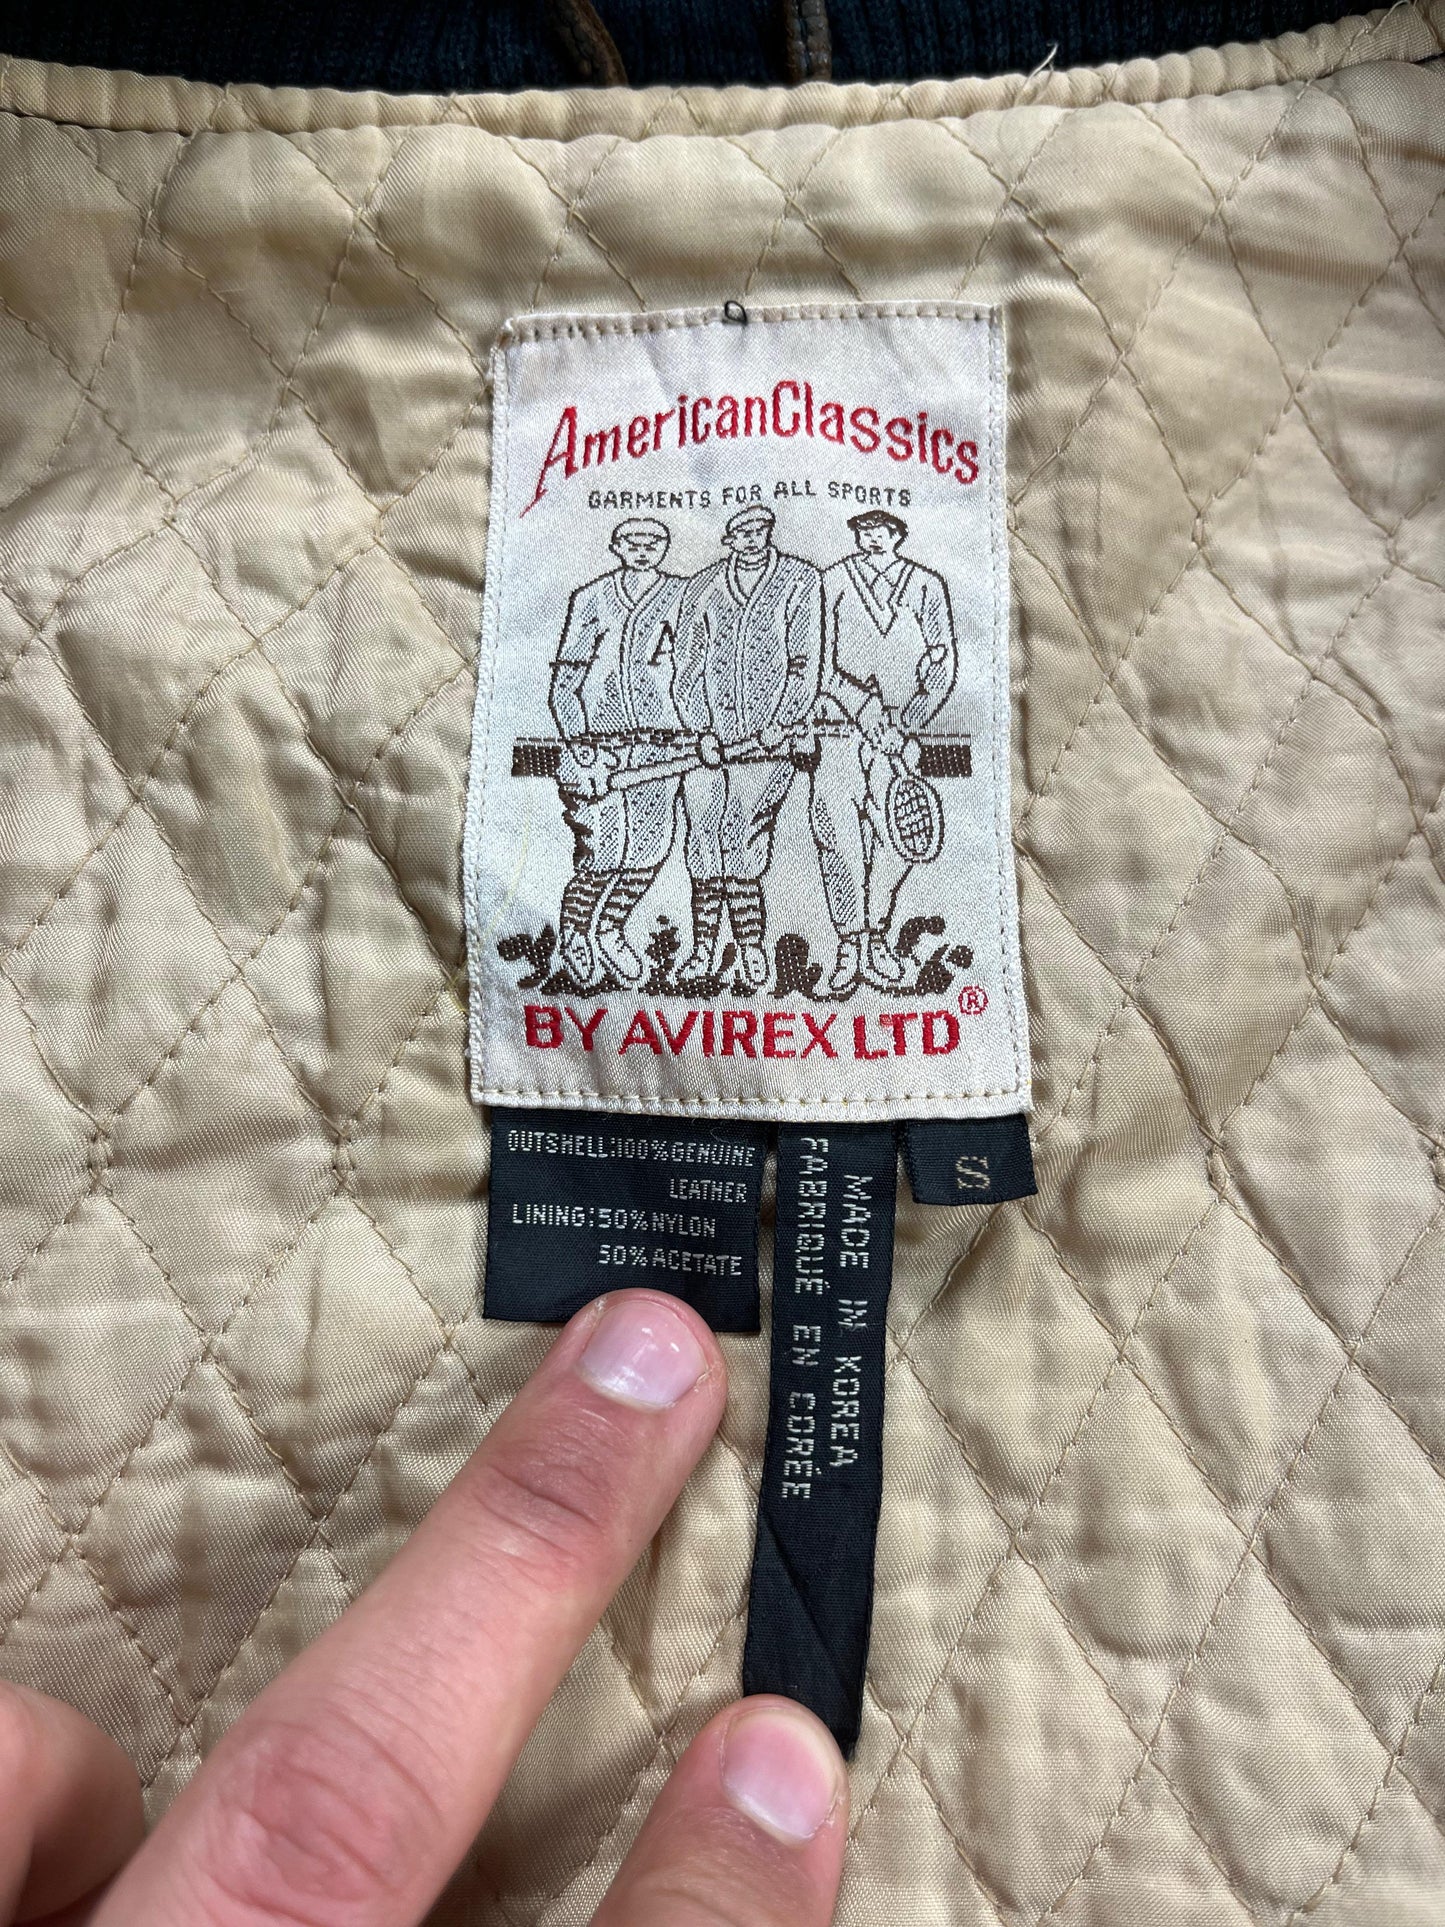 AmericanClassics
GARMENTS FOR ALL SPORTS
A
BY AVIREX LTD®
OUTSHELL:100% GENUINE
LEATHER
LINING:50% NYLON
50% ACETATE
MADE IN KOREA
FABRIQUÉ EN CORÉE
S